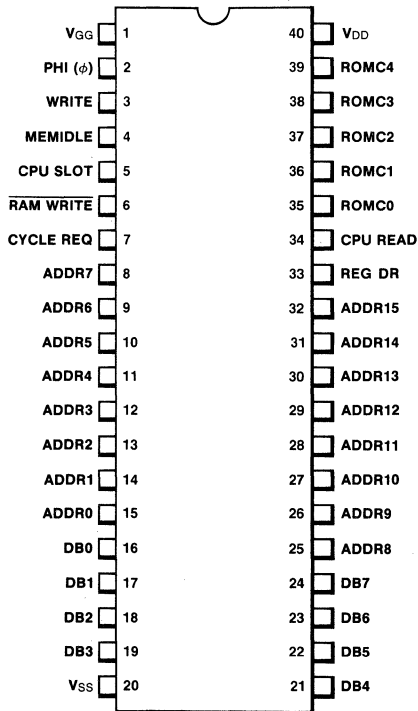 VGG 1 40 VDD
PHI (ϕ) 2 39 ROMC4
WRITE 3 38 ROMC3
MEMIDLE 4 37 ROMC2
CPU SLOT 5 36 ROMC1
RAM WRITE 6 35 ROMC0
CYCLE REQ 7 34 CPU READ
ADDR7 8 33 REG DR
ADDR6 9 32 ADDR15
ADDR5 10 31 ADDR14
ADDR4 11 30 ADDR13
ADDR3 12 29 ADDR12
ADDR2 13 28 ADDR11
ADDR1 14 27 ADDR10
ADDR0 15 26 ADDR9
DB0 16 25 ADDR8
DB1 17 24 DB7
DB2 18 23 DB6
DB3 19 22 DB5
VSS 20 21 DB4